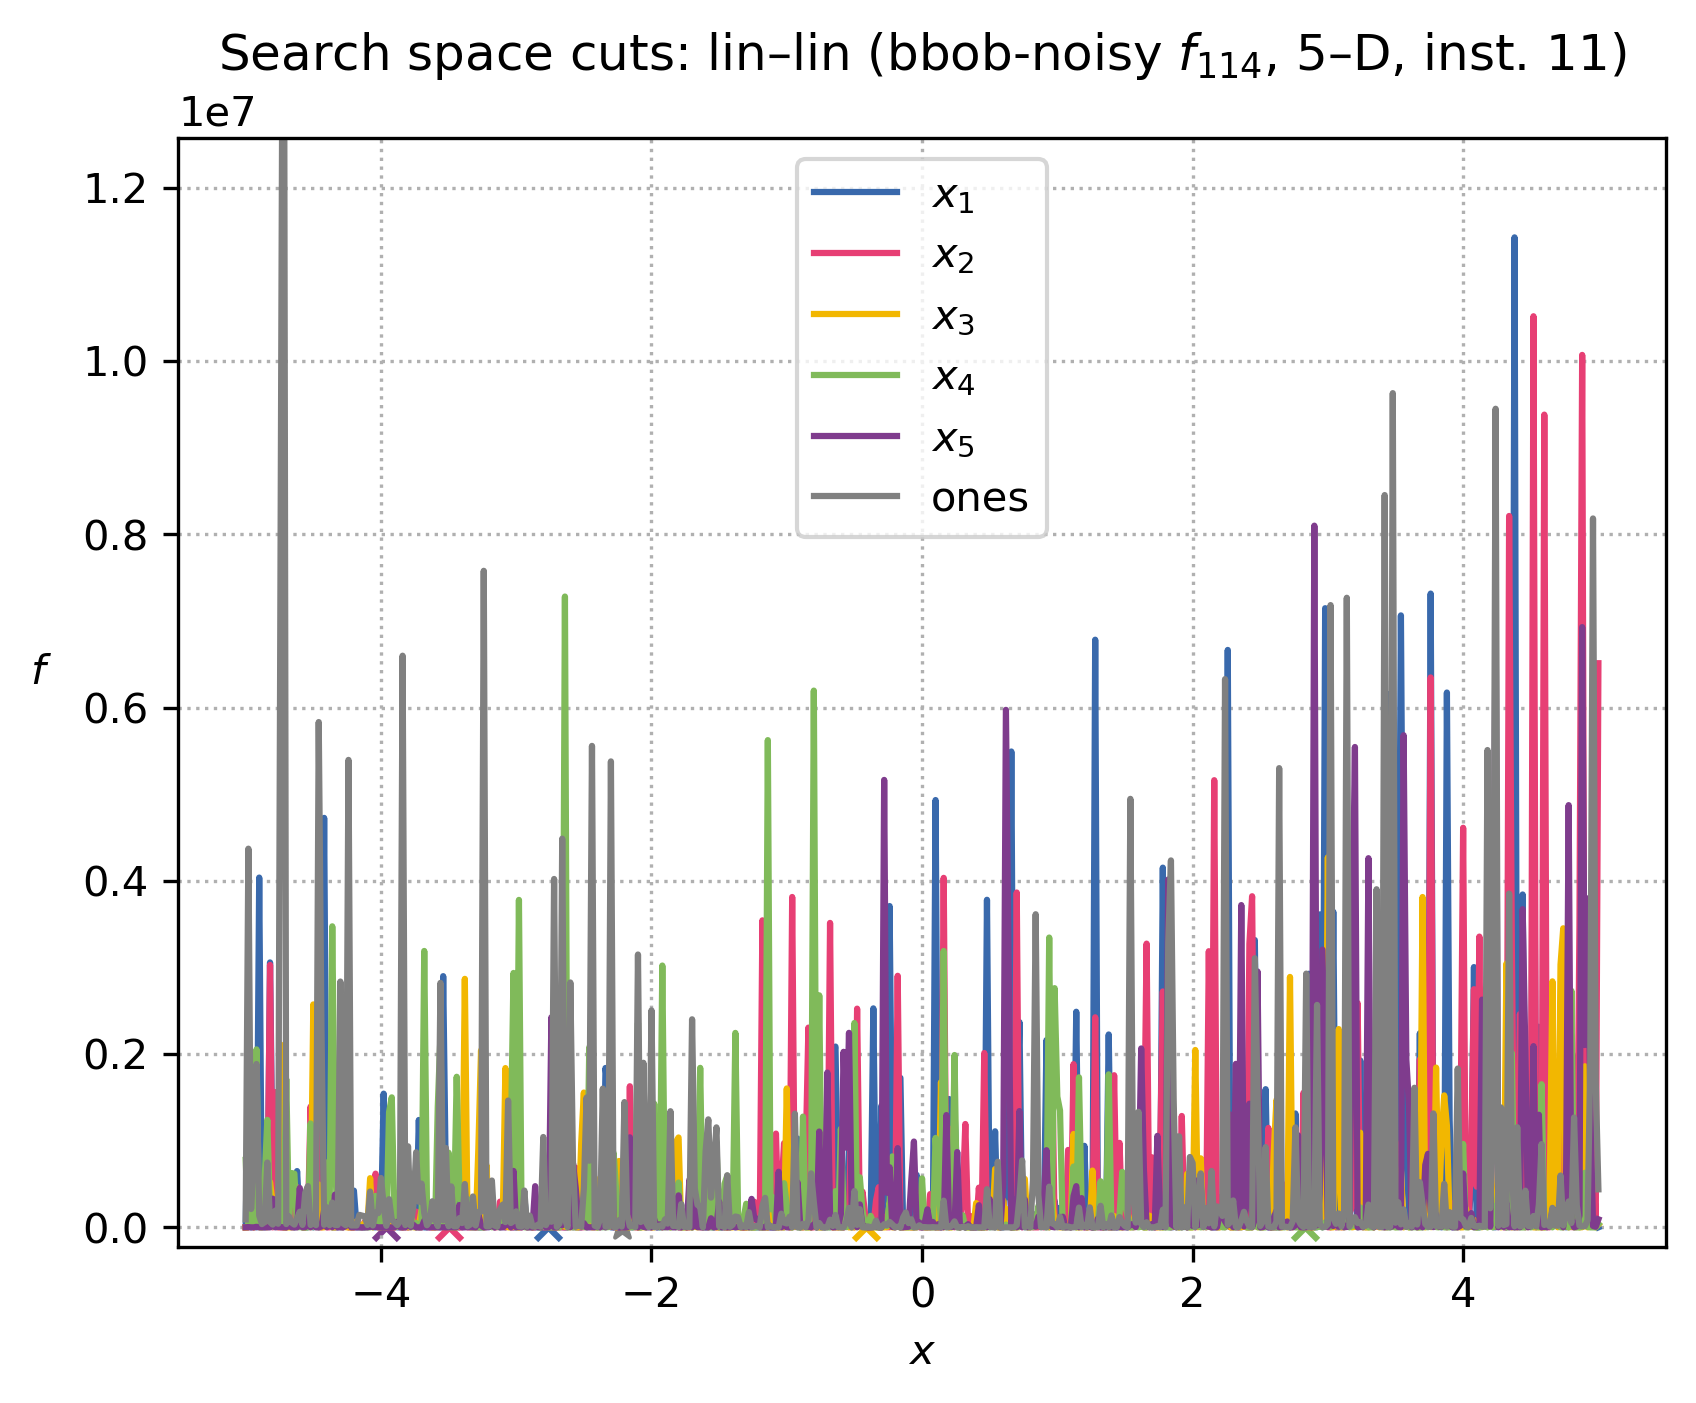 Search space cuts: lin–lin (bbob-noisy f₁₁₄, 5–D, inst. 11)
1e7
1.2
1.0
0.8
0.6
0.4
0.2
0.0
f
x₁
x₂
x₃
x₄
x₅
ones
−4
−2
0
2
4
x